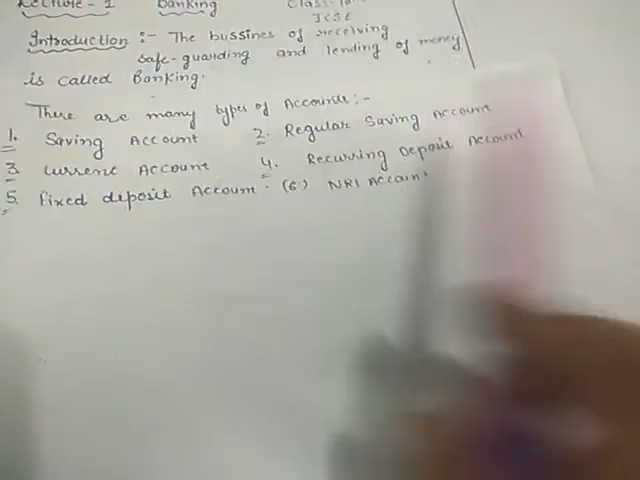 Lecture - 1 Banking Class-10
ICSE
Introduction :- The bussines of receiving
safe-guarding and lending of money
is called Banking.
There are many types of Accounts :-
1. Saving Account 2. Regular Saving Account
3. Current Account 4. Recurring Deposit Account
5. Fixed deposit Account. (6) NRI Account